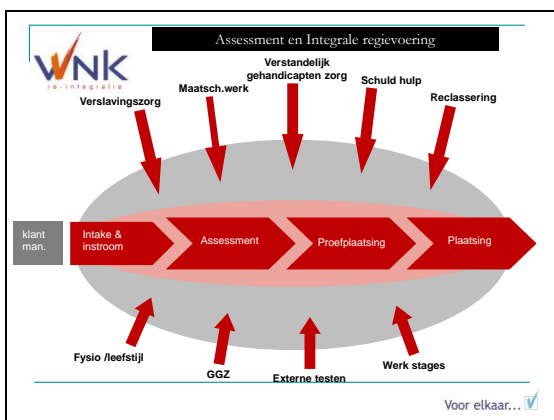 Assessment en Integrale regievoering
WNK
re-integratie
Verslavingszorg
Maatsch.werk
Verstandelijk
gehandicapten zorg
Schuld hulp
Reclassering
klant
man.
Intake &
instroom
Assessment
Proefplaatsing
Plaatsing
Fysio /leefstijl
GGZ
Externe testen
Werk stages
Voor elkaar...